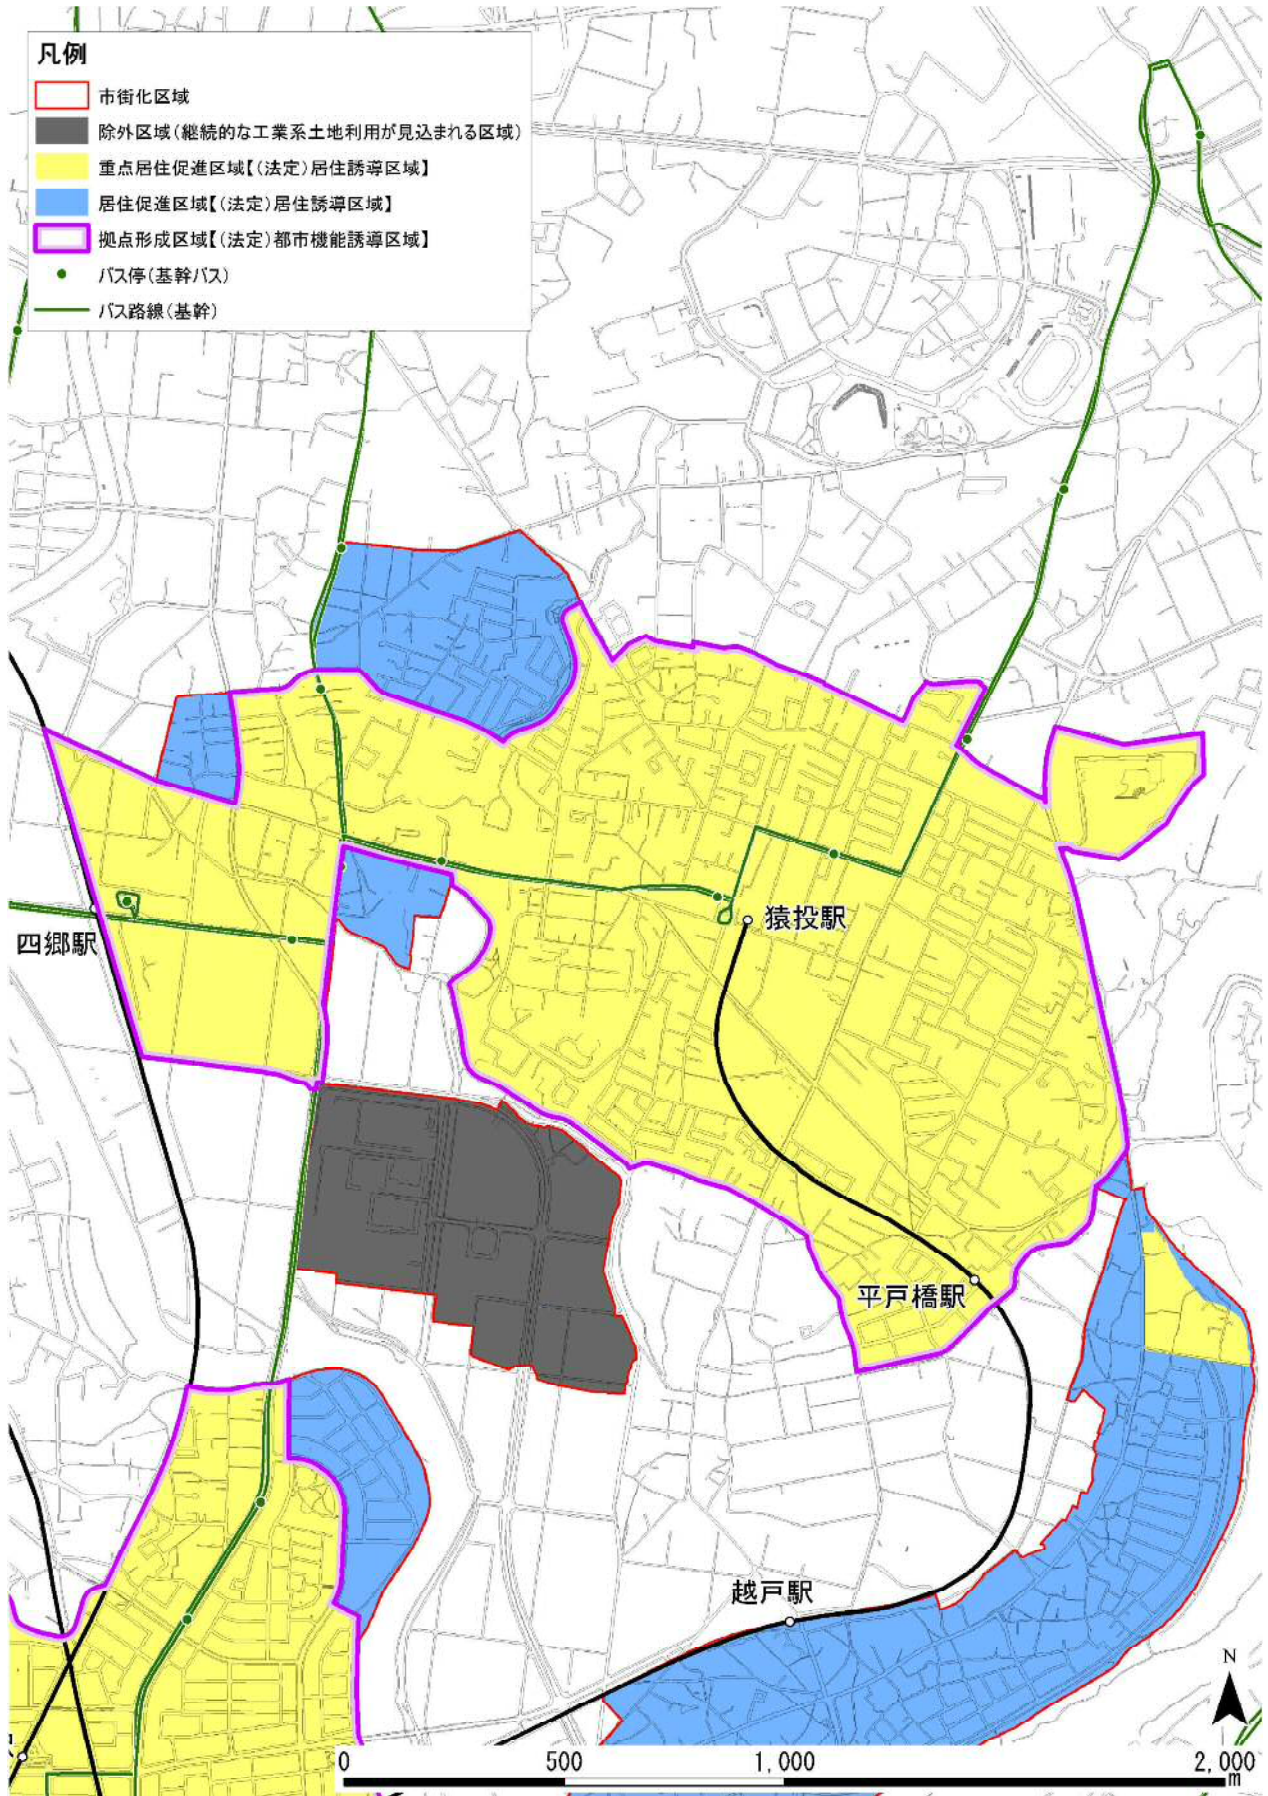 凡例
市街化区域
除外区域(継続的な工業系土地利用が見込まれる区域)
重点居住促進区域【(法定)居住誘導区域】
居住促進区域【(法定)居住誘導区域】
拠点形成区域【(法定)都市機能誘導区域】
バス停(基幹バス)
バス路線(基幹)
猿投駅
四郷駅
平戸橋駅
越戸駅
N
0 500 1,000 2,000
m